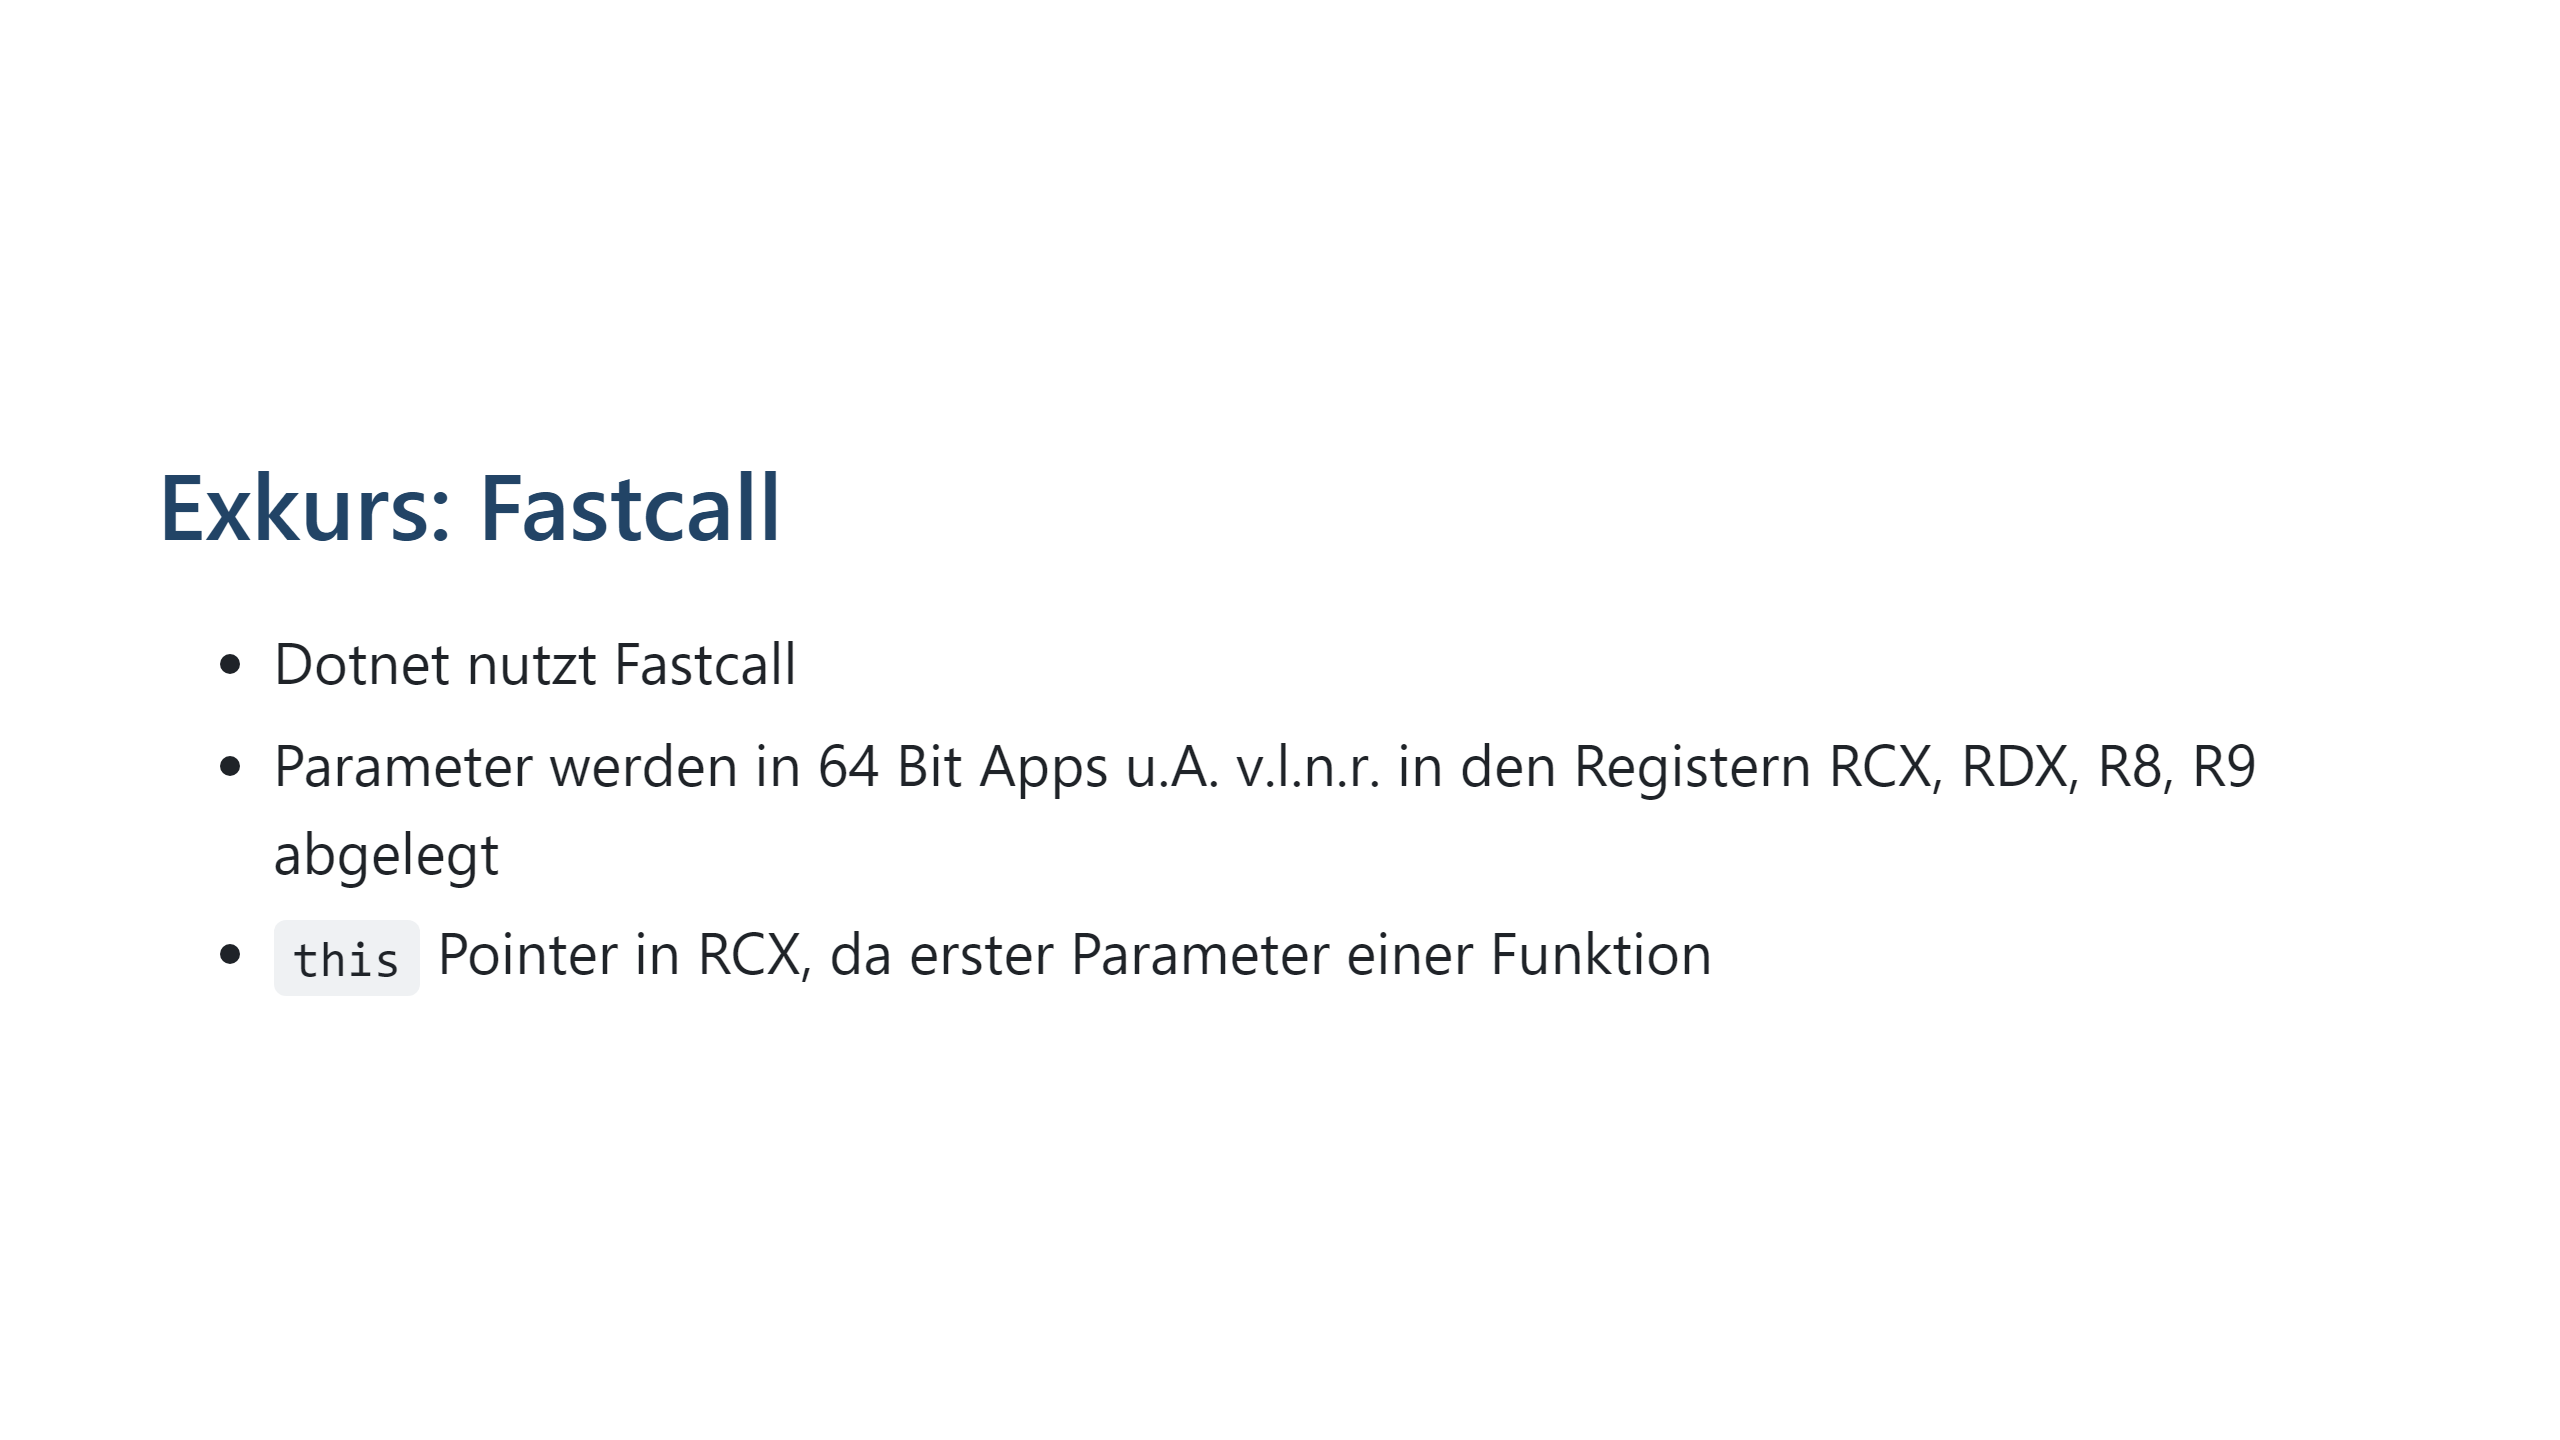 Exkurs: Fastcall
• Dotnet nutzt Fastcall
• Parameter werden in 64 Bit Apps u.A. v.l.n.r. in den Registern RCX, RDX, R8, R9
abgelegt
• this Pointer in RCX, da erster Parameter einer Funktion